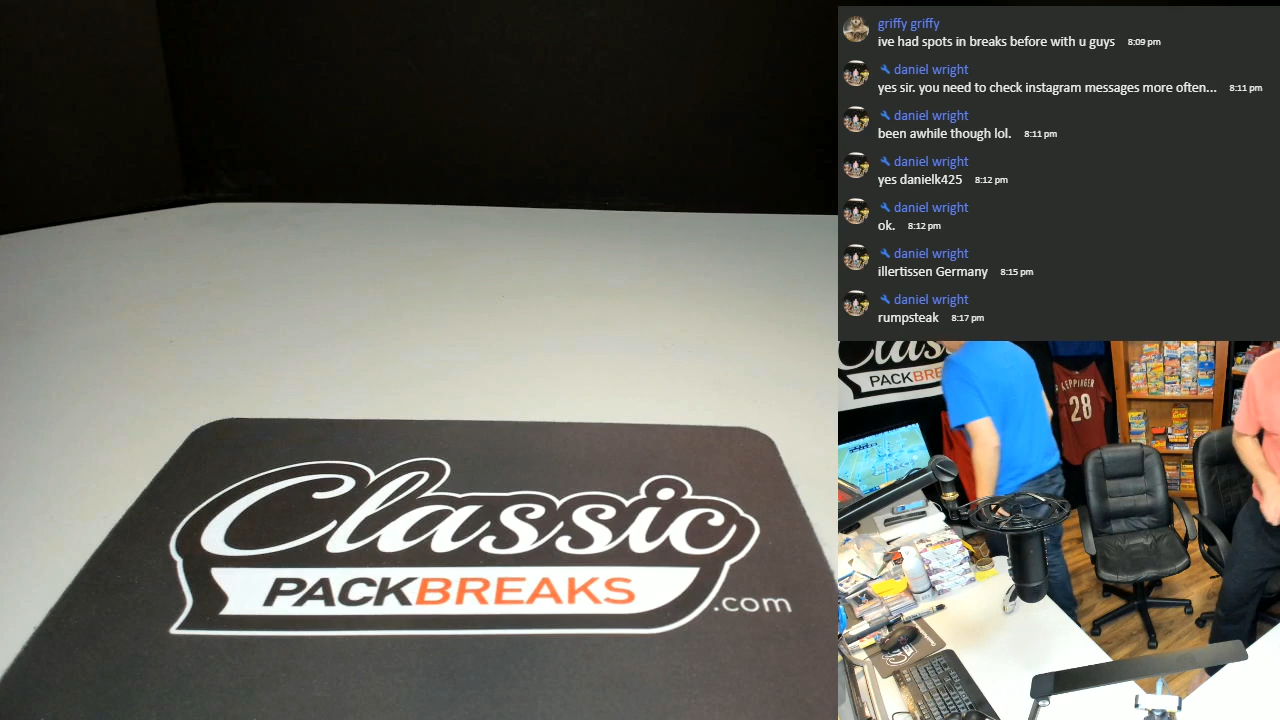 griffy griffy
ive had spots in breaks before with u guys 8:09 pm
daniel wright
yes sir. you need to check instagram messages more often... 8:11 pm
daniel wright
been awhile though lol. 8:11 pm
daniel wright
yes danielk425 8:12 pm
daniel wright
ok. 8:12 pm
daniel wright
illertissen Germany 8:15 pm
daniel wright
rumpsteak 8:17 pm
Classic
PACKBREAKS
.com
Class
PACKBRE
KEPPINGER
28